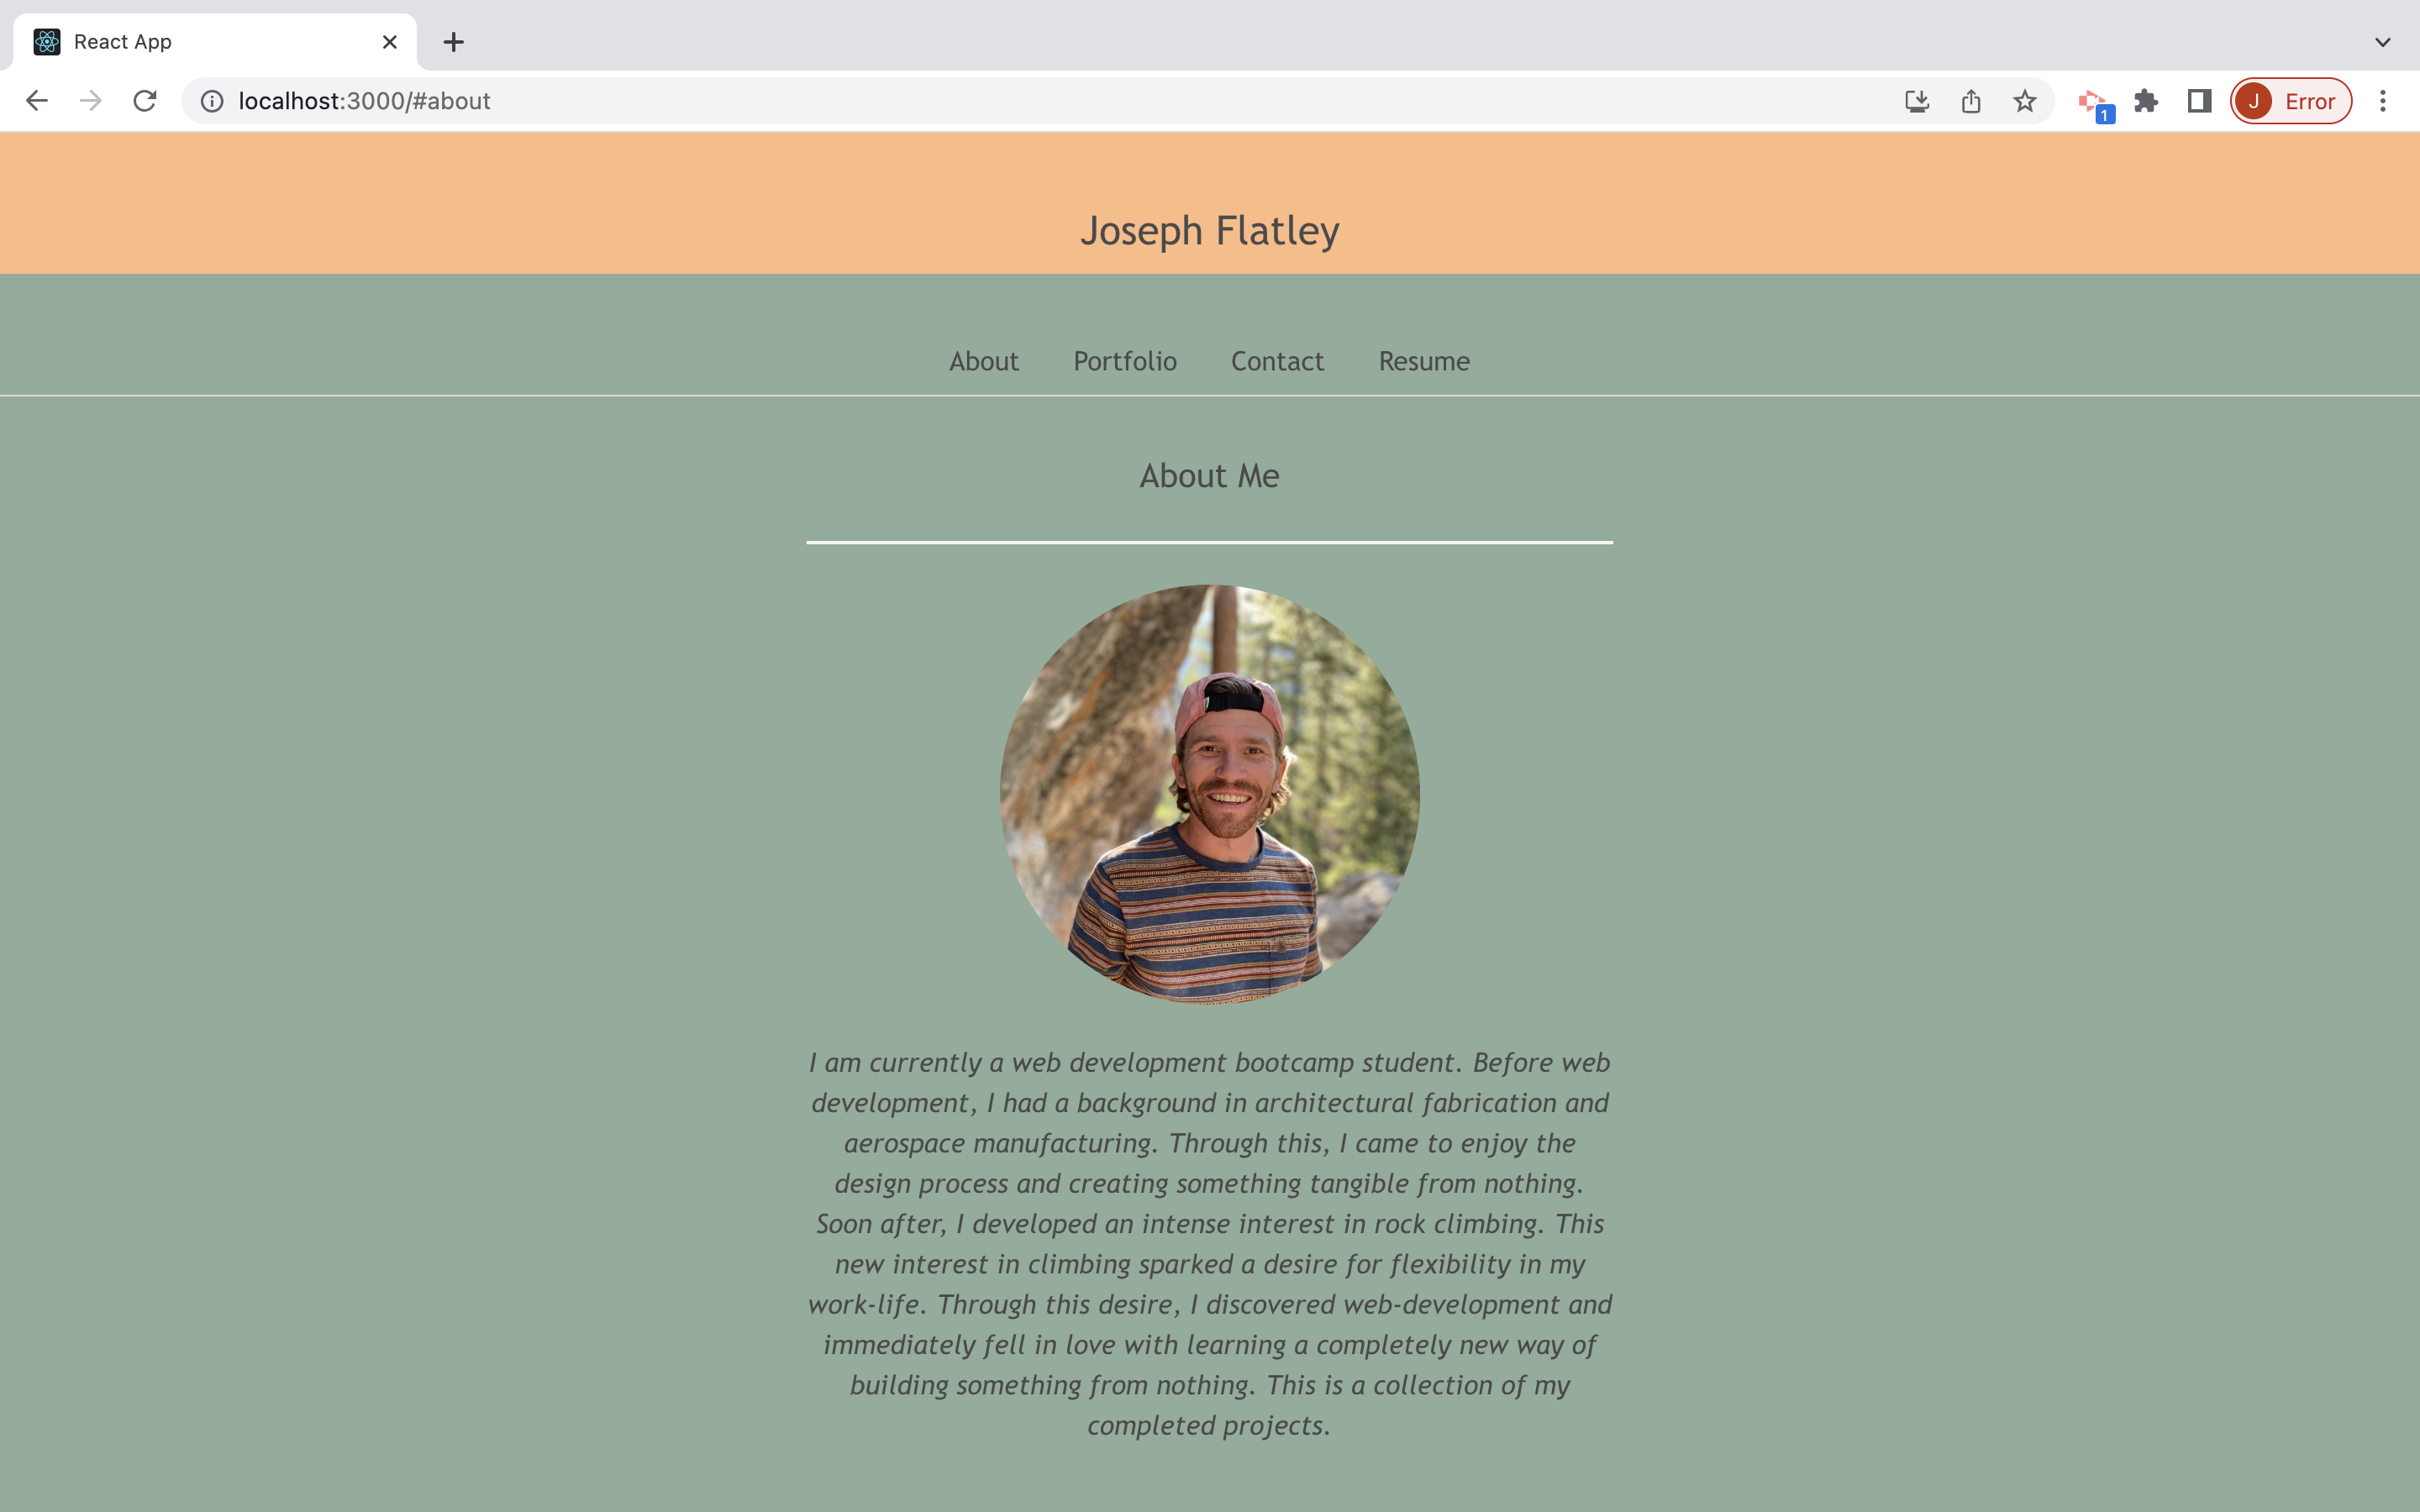 React App
localhost:3000/#about
1
J Error
Joseph Flatley
About Portfolio Contact Resume
About Me
I am currently a web development bootcamp student. Before web
development, I had a background in architectural fabrication and
aerospace manufacturing. Through this, I came to enjoy the
design process and creating something tangible from nothing.
Soon after, I developed an intense interest in rock climbing. This
new interest in climbing sparked a desire for flexibility in my
work-life. Through this desire, I discovered web-development and
immediately fell in love with learning a completely new way of
building something from nothing. This is a collection of my
completed projects.